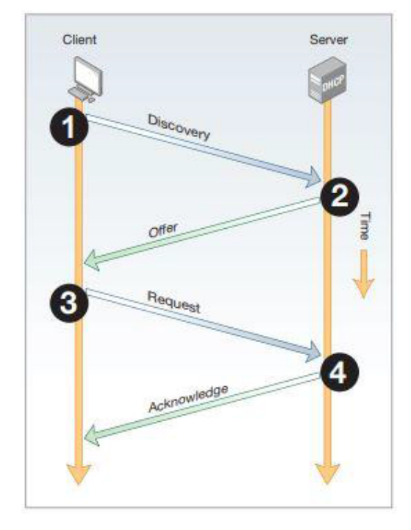 Client
Server
DHCP
1
Discovery
2
Offer
Time
3
Request
4
Acknowledge